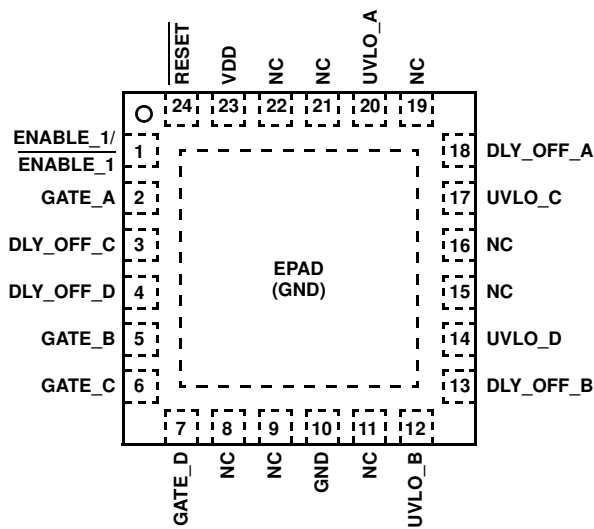 RESET
VDD
NC
NC
UVLO_A
NC
24 23 22 21 20 19
ENABLE_1/
ENABLE_1
1
GATE_A 2
DLY_OFF_C 3
DLY_OFF_D 4
GATE_B 5
GATE_C 6
EPAD
(GND)
18 DLY_OFF_A
17 UVLO_C
16 NC
15 NC
14 UVLO_D
13 DLY_OFF_B
7 8 9 10 11 12
GATE_D
NC
NC
GND
NC
UVLO_B